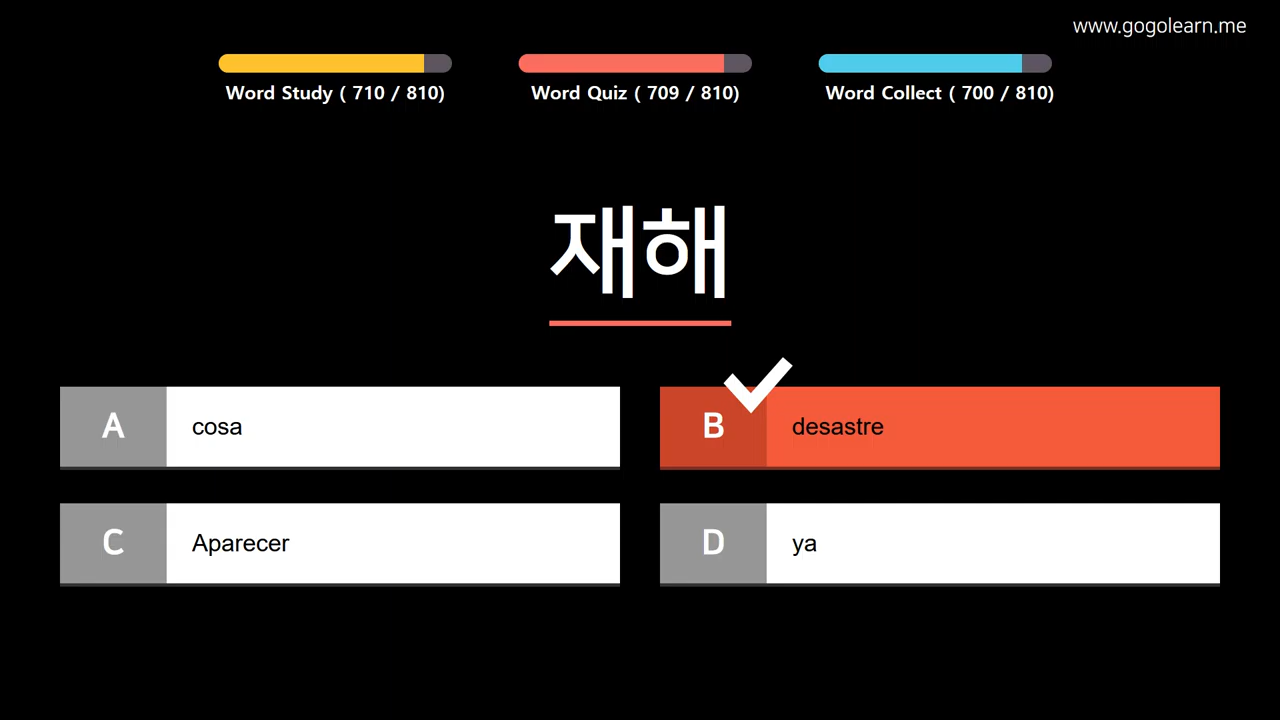 www.gogolearn.me
Word Study ( 710 / 810)
Word Quiz ( 709 / 810)
Word Collect ( 700 / 810)
재해
A cosa
B desastre
C Aparecer
D ya